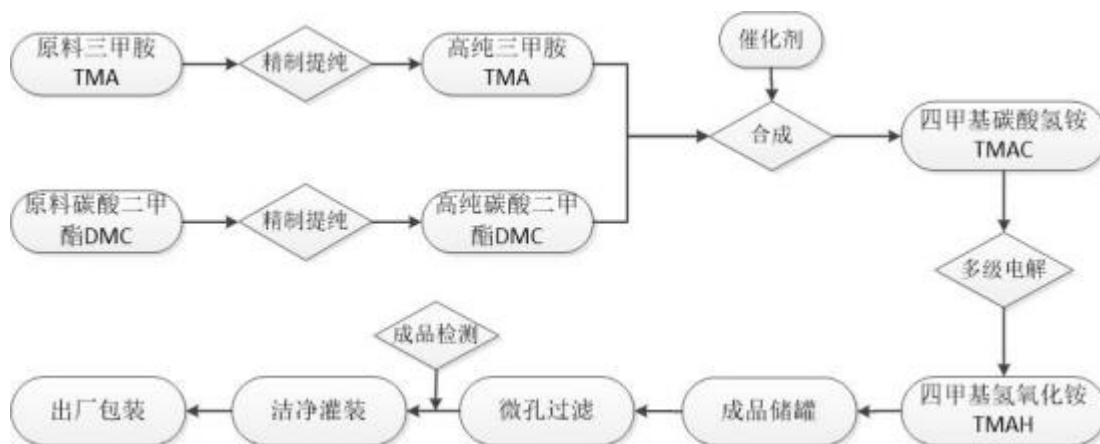 原料三甲胺
TMA
精制提纯
高纯三甲胺
TMA
催化剂
合成
四甲基碳酸氢铵
TMAC
原料碳酸二甲
酯DMC
精制提纯
高纯碳酸二甲
酯DMC
多级电解
成品检测
四甲基氢氧化铵
TMAH
成品储罐
微孔过滤
洁净灌装
出厂包装